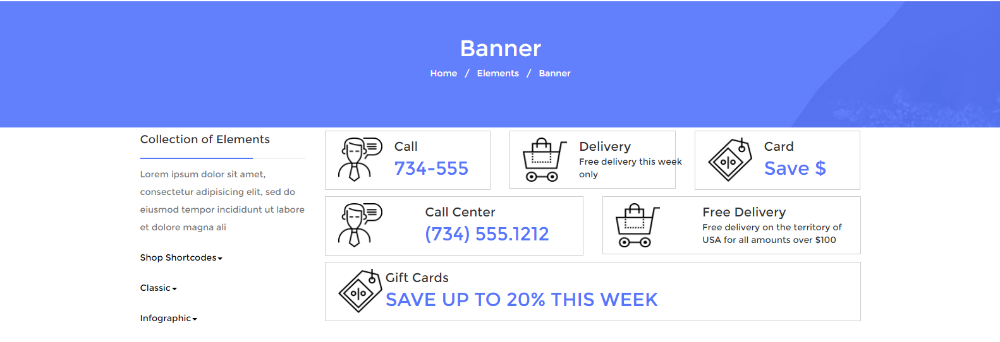 Banner
Home / Elements / Banner
Collection of Elements
Lorem ipsum dolor sit amet,
consectetur adipisicing elit, sed do
eiusmod tempor incididunt ut labore
et dolore magna ali
Shop Shortcodes
Classic
Infographic
Call
734-555
Delivery
Free delivery this week
only
Card
Save $
Call Center
(734) 555.1212
Free Delivery
Free delivery on the territory of
USA for all amounts over $100
Gift Cards
SAVE UP TO 20% THIS WEEK